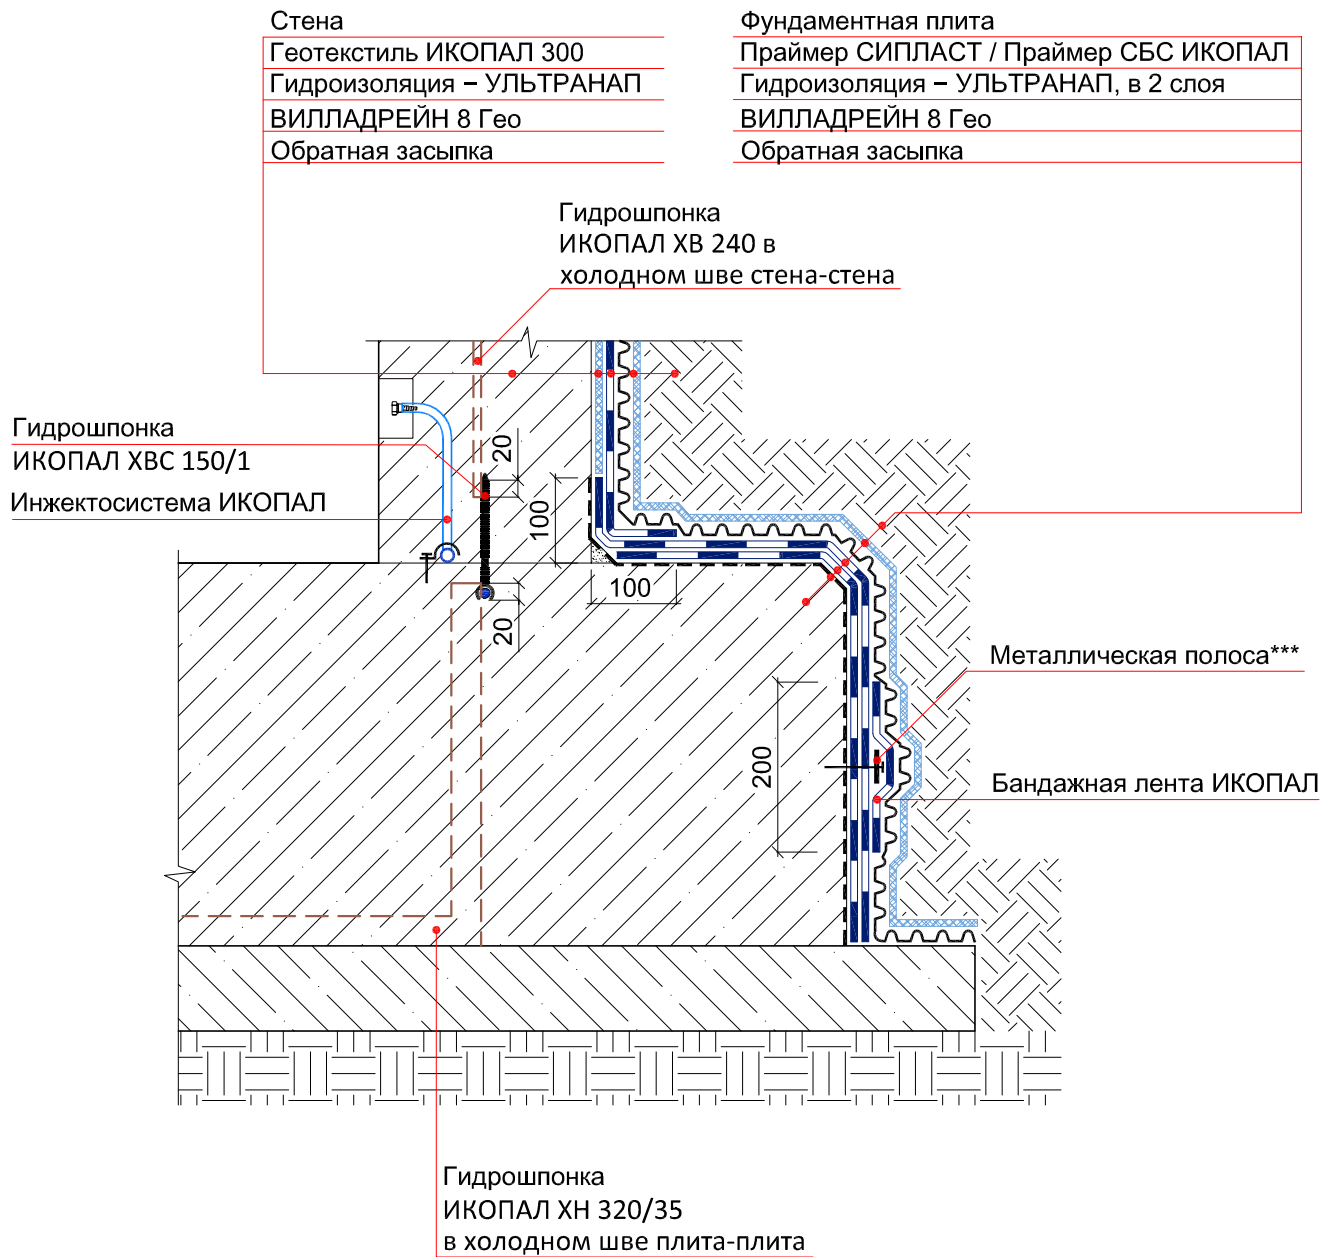 Стена
Геотекстиль ИКОПАЛ 300
Гидроизоляция – УЛЬТРАНАП
ВИЛЛАДРЕЙН 8 Гео
Обратная засыпка
Фундаментная плита
Праймер СИПЛАСТ / Праймер СБС ИКОПАЛ
Гидроизоляция – УЛЬТРАНАП, в 2 слоя
ВИЛЛАДРЕЙН 8 Гео
Обратная засыпка
Гидрошпонка
ИКОПАЛ ХВ 240 в
холодном шве стена-стена
Гидрошпонка
ИКОПАЛ ХВС 150/1
Инжектосистема ИКОПАЛ
20
100
100
20
200
Металлическая полоса***
Бандажная лента ИКОПАЛ
Гидрошпонка
ИКОПАЛ ХН 320/35
в холодном шве плита-плита